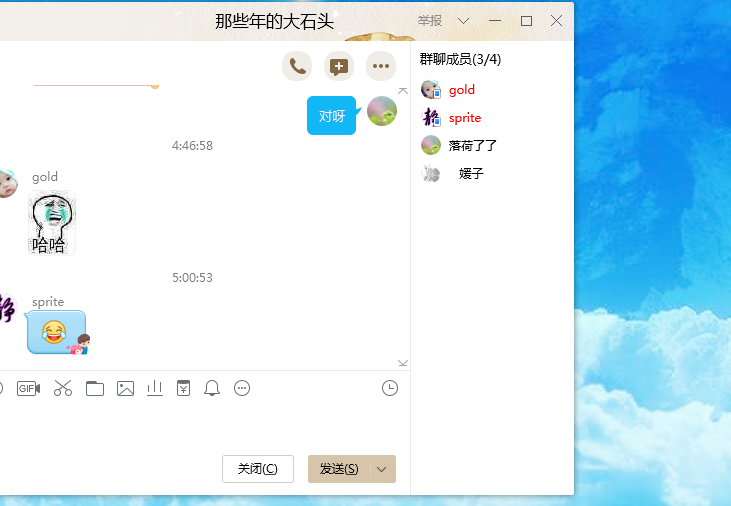 那些年的大石头
举报
群聊成员(3/4)
gold
sprite
落荷了了
媛子
对呀
4:46:58
gold
哈哈
5:00:53
静
sprite
GIF
关闭(C)
发送(S)